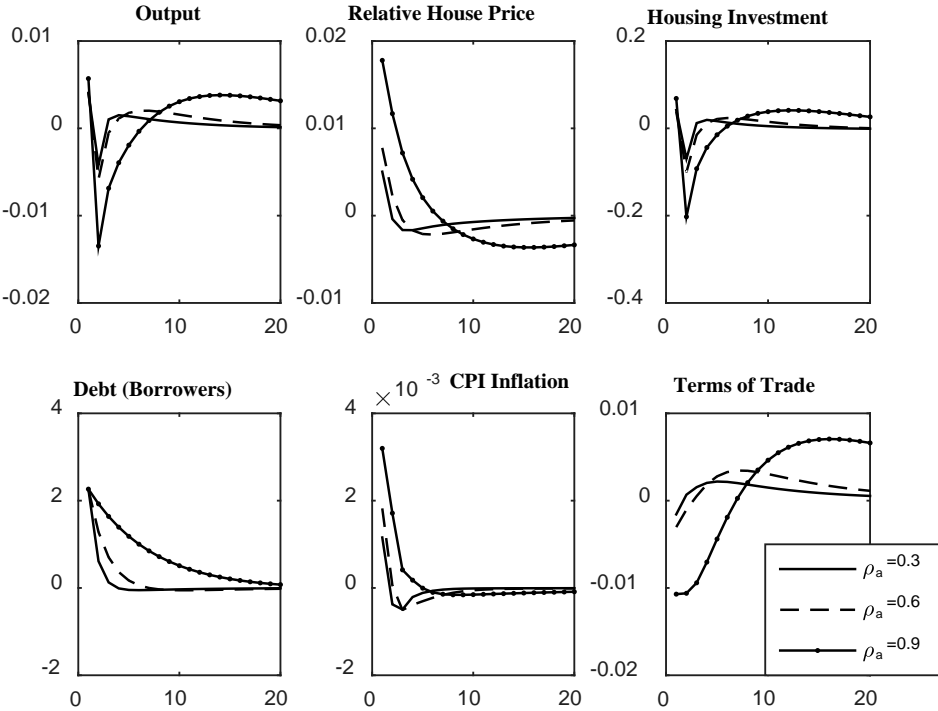 Output
0.01
0
-0.01
-0.02
0 10 20
Relative House Price
0.02
0.01
0
-0.01
0 10 20
Housing Investment
0.2
0
-0.2
-0.4
0 10 20
Debt (Borrowers)
4
2
0
-2
0 10 20
CPI Inflation
× 10 -3
4
2
0
-2
0 10 20
Terms of Trade
0.01
0
-0.01
-0.02
0 10 20
ρa=0.3
ρa=0.6
ρa=0.9